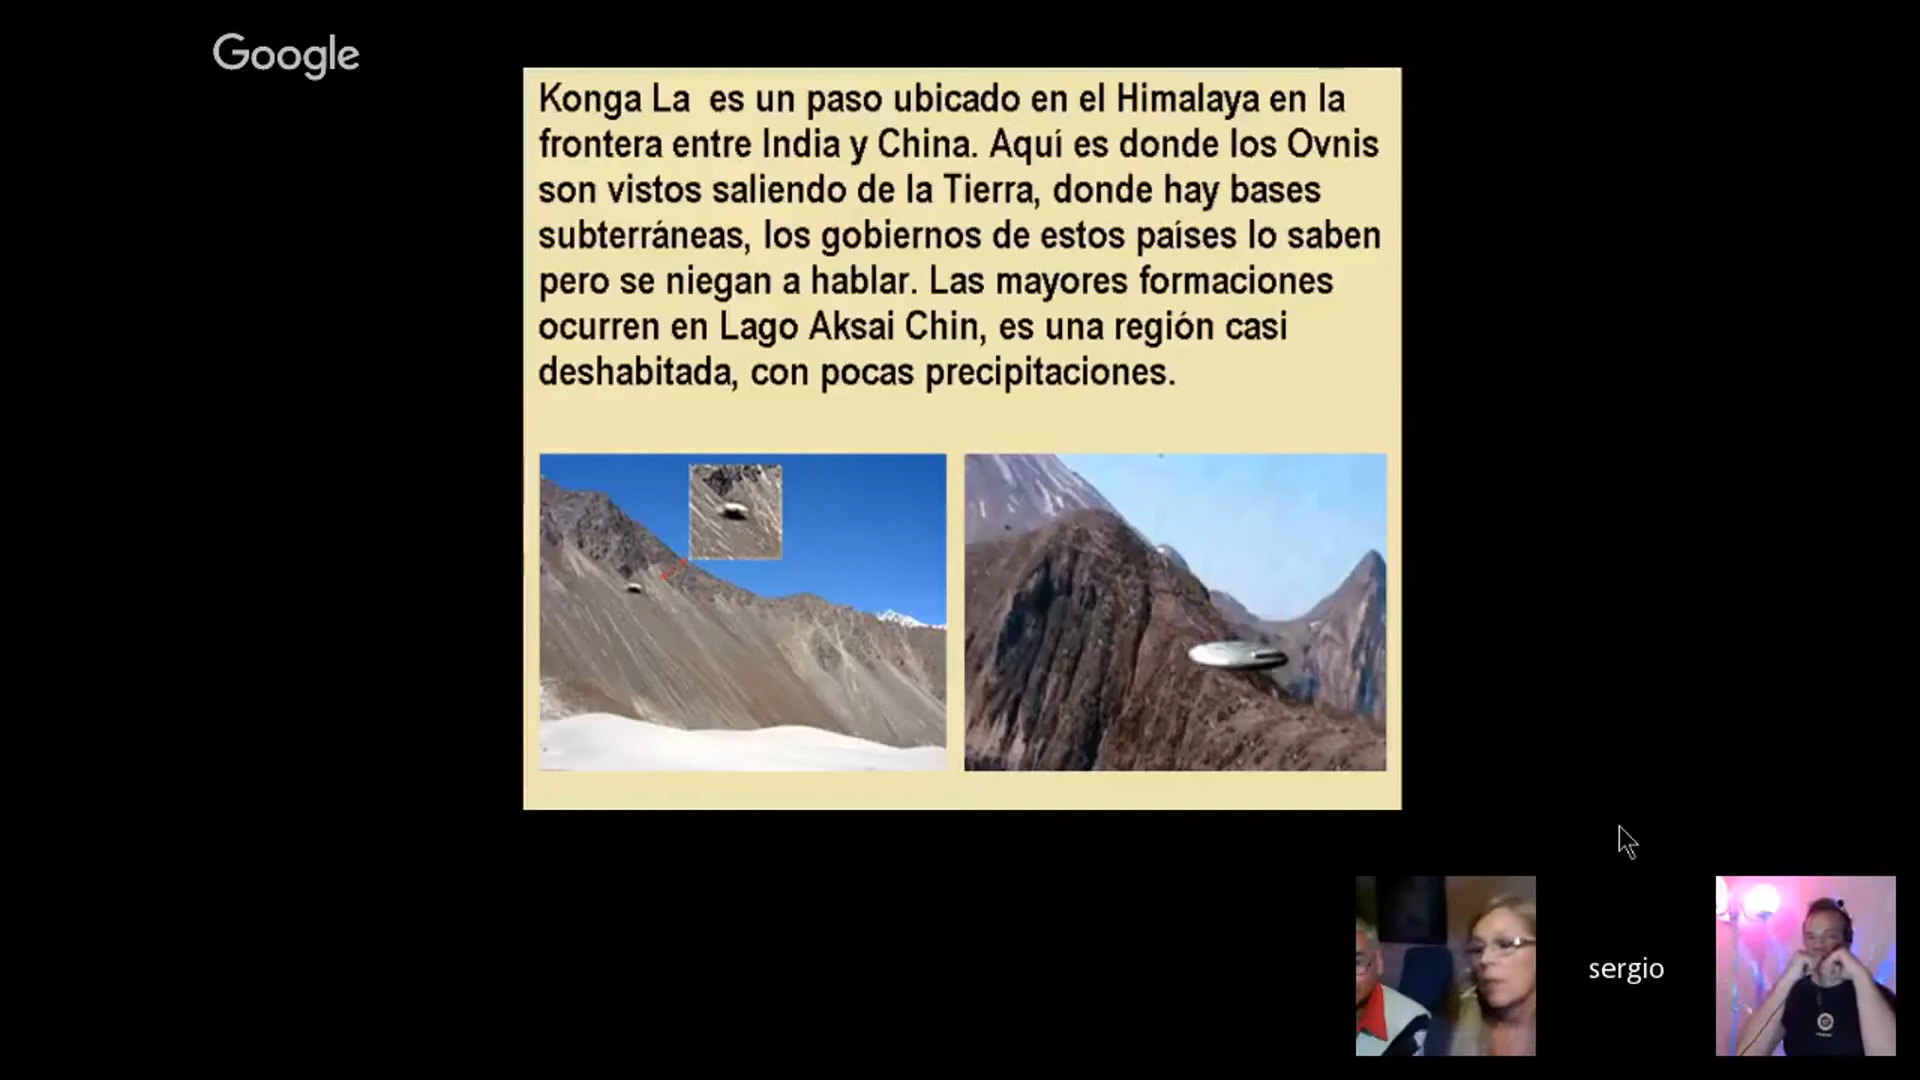 Google
Konga La es un paso ubicado en el Himalaya en la
frontera entre India y China. Aquí es donde los Ovnis
son vistos saliendo de la Tierra, donde hay bases
subterráneas, los gobiernos de estos países lo saben
pero se niegan a hablar. Las mayores formaciones
ocurren en Lago Aksai Chin, es una región casi
deshabitada, con pocas precipitaciones.
sergio